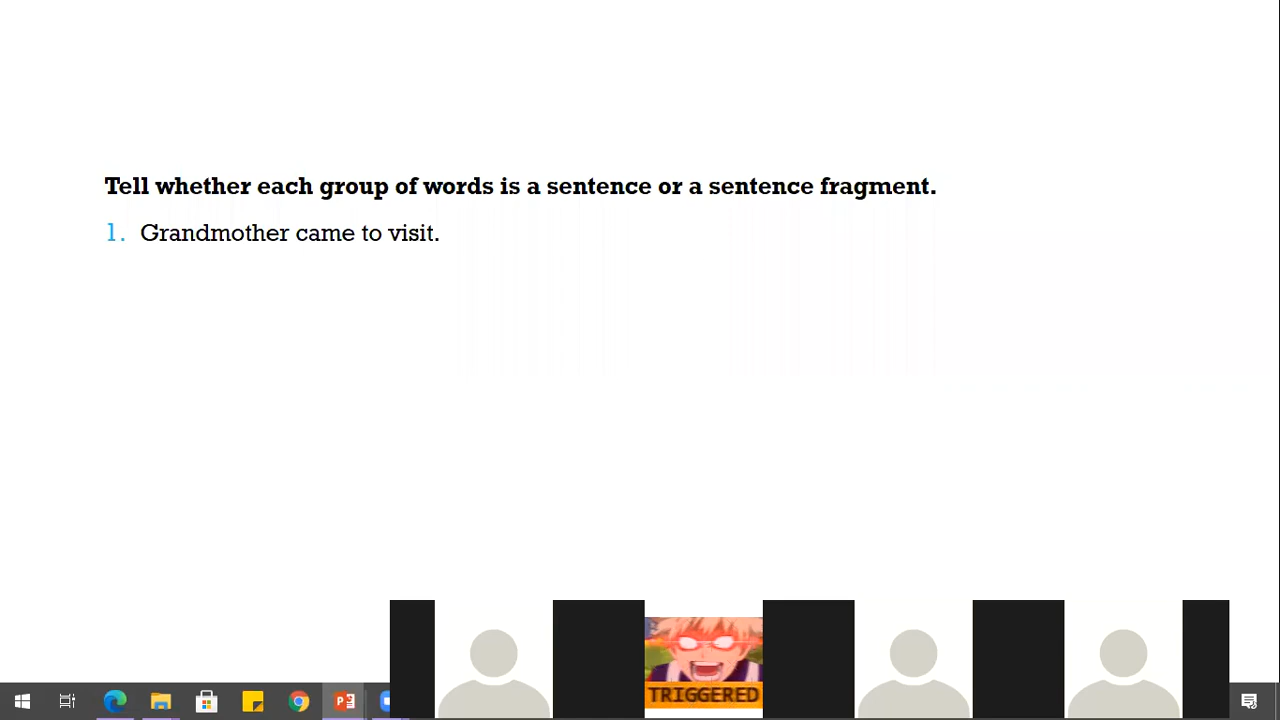 Tell whether each group of words is a sentence or a sentence fragment.
1. Grandmother came to visit.
TRIGGERED